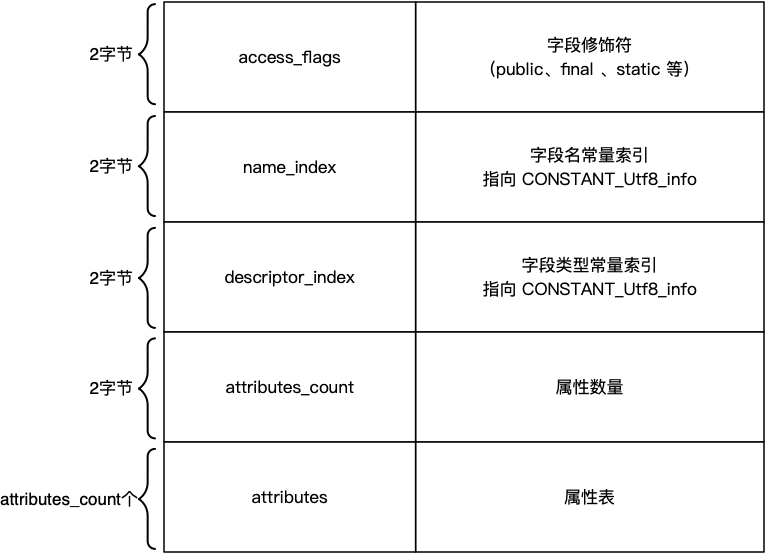 2字节
access_flags
字段修饰符
（public、final 、static 等）
2字节
name_index
字段名常量索引
指向 CONSTANT_Utf8_info
2字节
descriptor_index
字段类型常量索引
指向 CONSTANT_Utf8_info
2字节
attributes_count
属性数量
attributes_count个
attributes
属性表